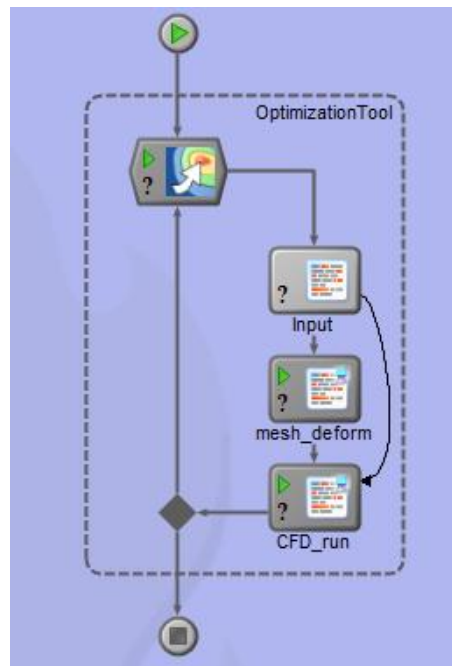 OptimizationTool
?
?
Input
?
mesh_deform
?
CFD_run